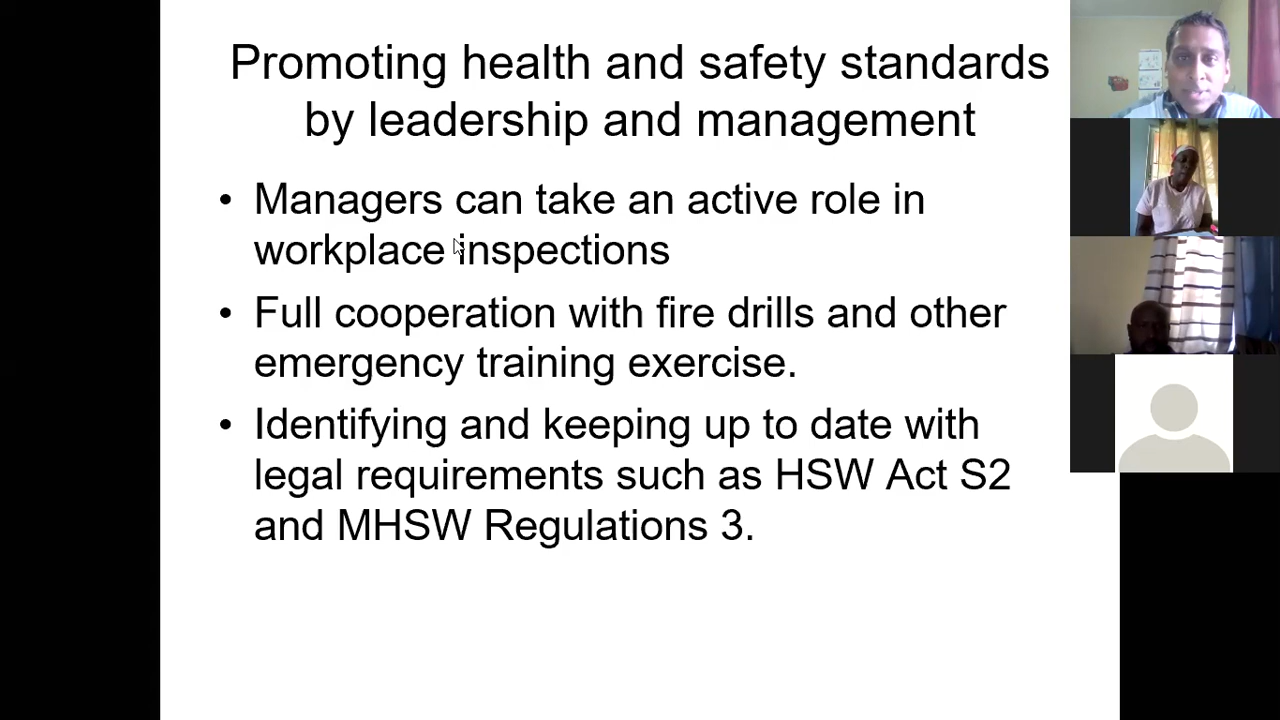 Promoting health and safety standards
by leadership and management
• Managers can take an active role in
workplace inspections
• Full cooperation with fire drills and other
emergency training exercise.
• Identifying and keeping up to date with
legal requirements such as HSW Act S2
and MHSW Regulations 3.